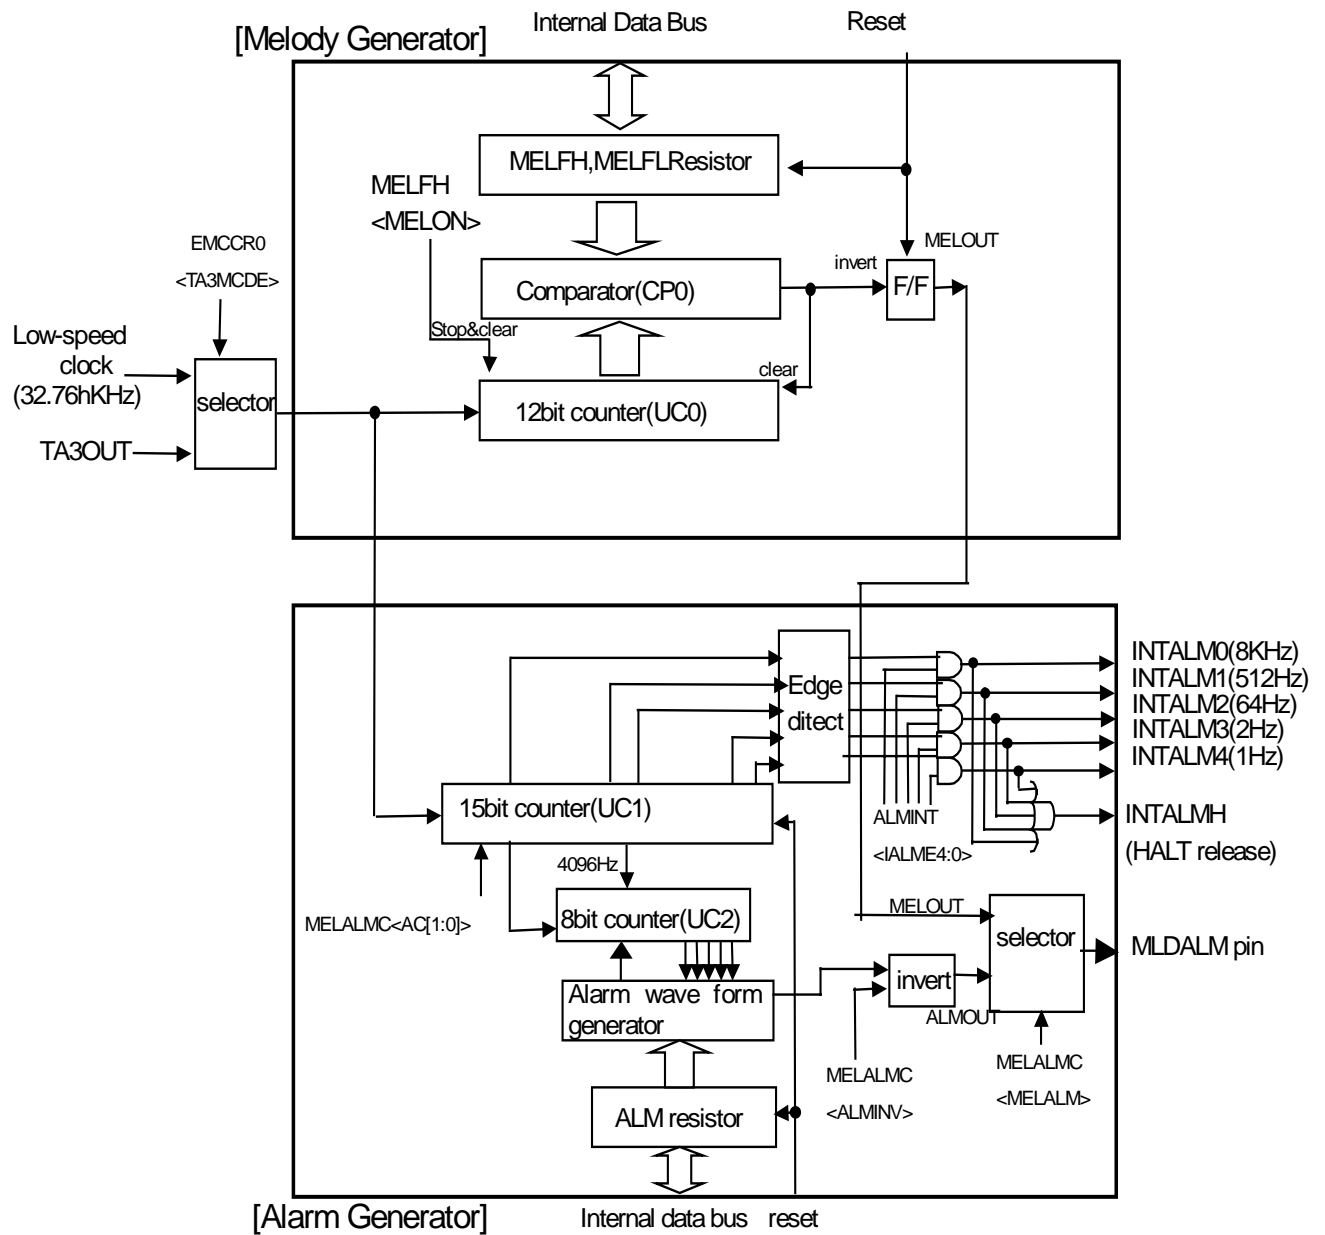 Internal Data Bus
Reset
[Melody Generator]
MELFH,MELFLResistor
MELFH
<MELON>
EMCCR0
<TA3MCDE>
MELOUT
invert
F/F
Comparator(CP0)
Stop&clear
Low-speed
clock
(32.76hKHz)
clear
selector
12bit counter(UC0)
TA3OUT
INTALM0(8KHz)
INTALM1(512Hz)
INTALM2(64Hz)
INTALM3(2Hz)
INTALM4(1Hz)
Edge
ditect
15bit counter(UC1)
ALMINT
<IALME4:0>
INTALMH
(HALT release)
4096Hz
MELALMC<AC[1:0]>
8bit counter(UC2)
MELOUT
selector
MLDALM pin
Alarm wave form
generator
invert
ALMOUT
MELALMC
<ALMINV>
MELALMC
<MELALM>
ALM resistor
[Alarm Generator]
Internal data bus
reset